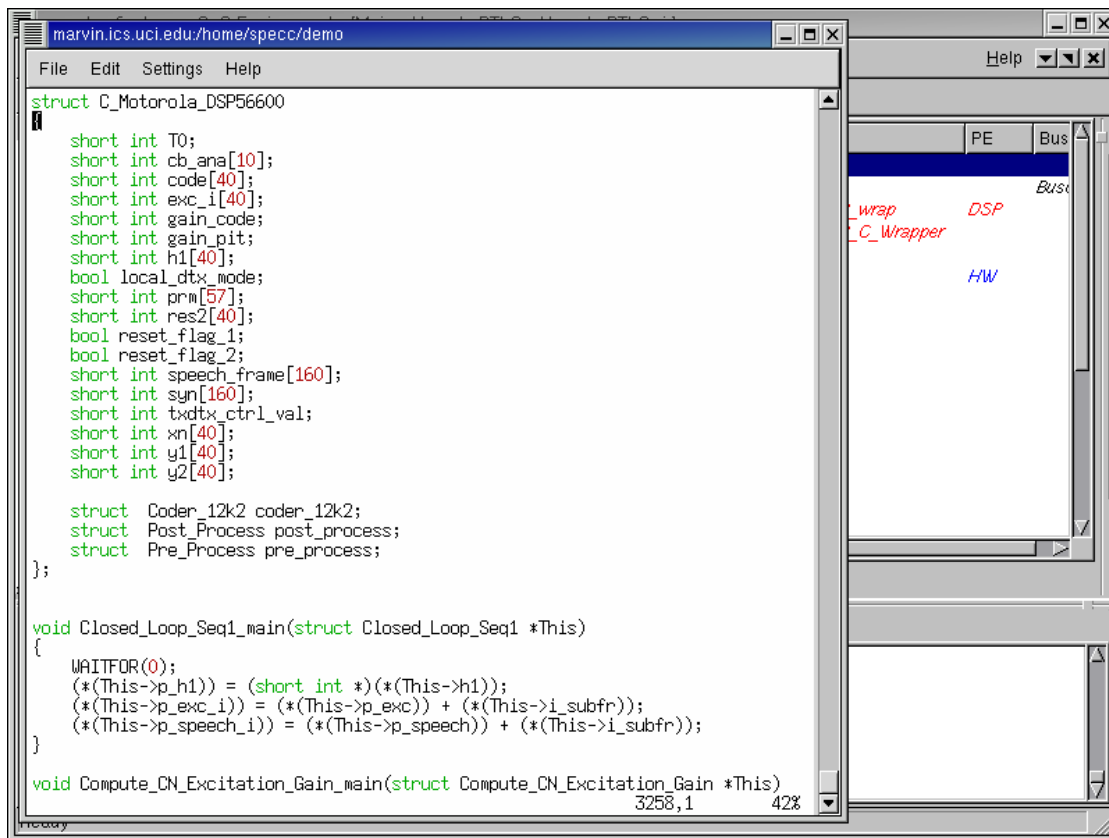 marvin.ics.uci.edu:/home/specc/demo
File Edit Settings Help
struct C_Motorola_DSP56600
{
    short int T0;
    short int cb_ana[10];
    short int code[40];
    short int exc_i[40];
    short int gain_code;
    short int gain_pit;
    short int h1[40];
    bool local_dtx_mode;
    short int prm[57];
    short int res2[40];
    bool reset_flag_1;
    bool reset_flag_2;
    short int speech_frame[160];
    short int syn[160];
    short int txdtx_ctrl_val;
    short int xn[40];
    short int y1[40];
    short int y2[40];
    struct  Coder_12k2 coder_12k2;
    struct  Post_Process post_process;
    struct  Pre_Process pre_process;
};
void Closed_Loop_Seq1_main(struct Closed_Loop_Seq1 *This)
{
    WAITFOR(0);
    (*(This->p_h1)) = (short int *)(*(This->h1));
    (*(This->p_exc_i)) = (*(This->p_exc)) + (*(This->i_subfr));
    (*(This->p_speech_i)) = (*(This->p_speech)) + (*(This->i_subfr));
}
void Compute_CN_Excitation_Gain_main(struct Compute_CN_Excitation_Gain *This)
3258,1 42%
Help
PE Bus
_wrap DSP
_C_Wrapper
HW